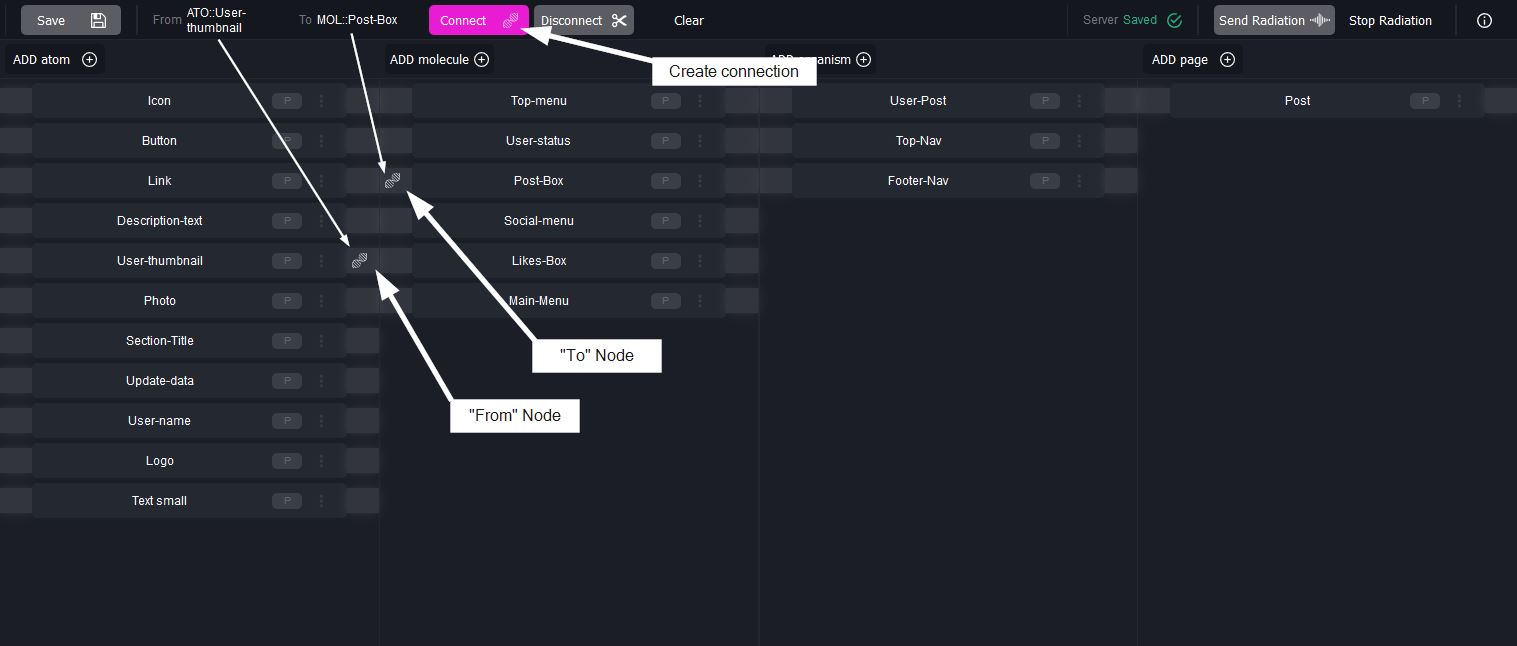 Save
From ATO::User-
thumbnail
To MOL::Post-Box
Connect
Disconnect
Clear
Server Saved
Send Radiation
Stop Radiation
ADD atom
ADD molecule
ADD organism
ADD page
Create connection
Icon P
Button P
Link P
Description-text P
User-thumbnail P
Photo P
Section-Title P
Update-data P
User-name P
Logo P
Text small P
Top-menu P
User-status P
Post-Box P
Social-menu P
Likes-Box P
Main-Menu P
"To" Node
"From" Node
User-Post P
Top-Nav P
Footer-Nav P
Post P